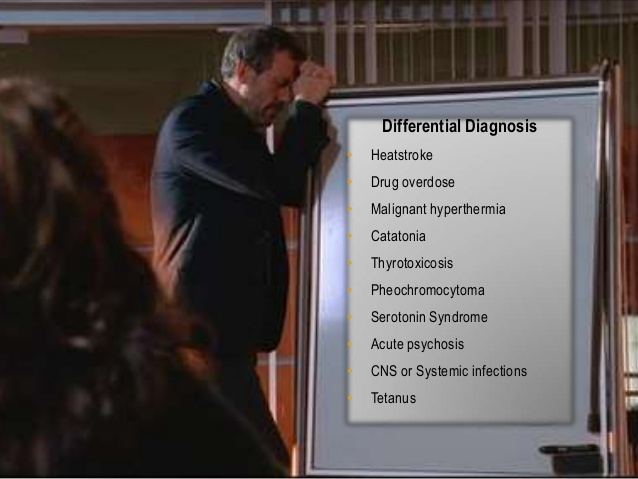 Differential Diagnosis
Heatstroke
Drug overdose
Malignant hyperthermia
Catatonia
Thyrotoxicosis
Pheochromocytoma
Serotonin Syndrome
Acute psychosis
CNS or Systemic infections
Tetanus